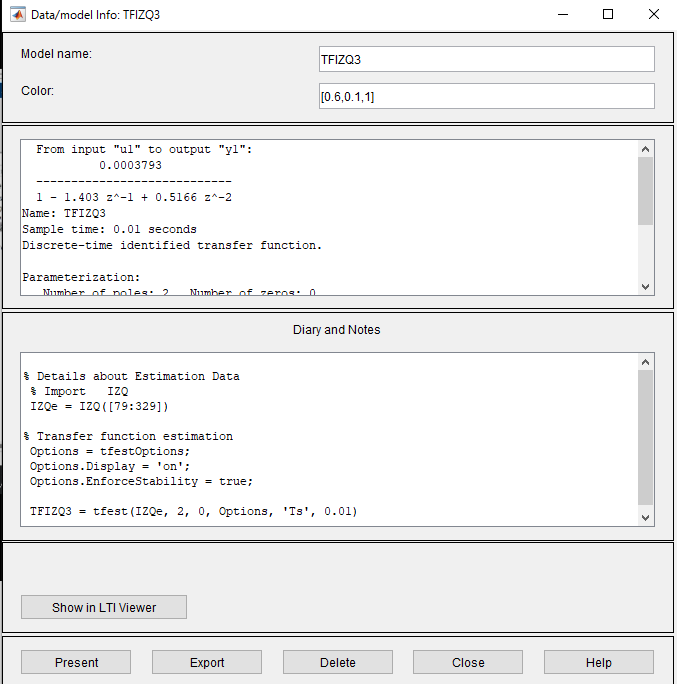 Data/model Info: TFIZQ3
Model name:
TFIZQ3
Color:
[0.6,0.1,1]
From input "u1" to output "y1":
0.0003793
----------------------------
1 - 1.403 z^-1 + 0.5166 z^-2
Name: TFIZQ3
Sample time: 0.01 seconds
Discrete-time identified transfer function.
Parameterization:
Number of poles: 2   Number of zeros: 0
Diary and Notes
% Details about Estimation Data
% Import   IZQ
IZQe = IZQ([79:329])
% Transfer function estimation
Options = tfestOptions;
Options.Display = 'on';
Options.EnforceStability = true;
TFIZQ3 = tfest(IZQe, 2, 0, Options, 'Ts', 0.01)
Show in LTI Viewer
Present Export Delete Close Help